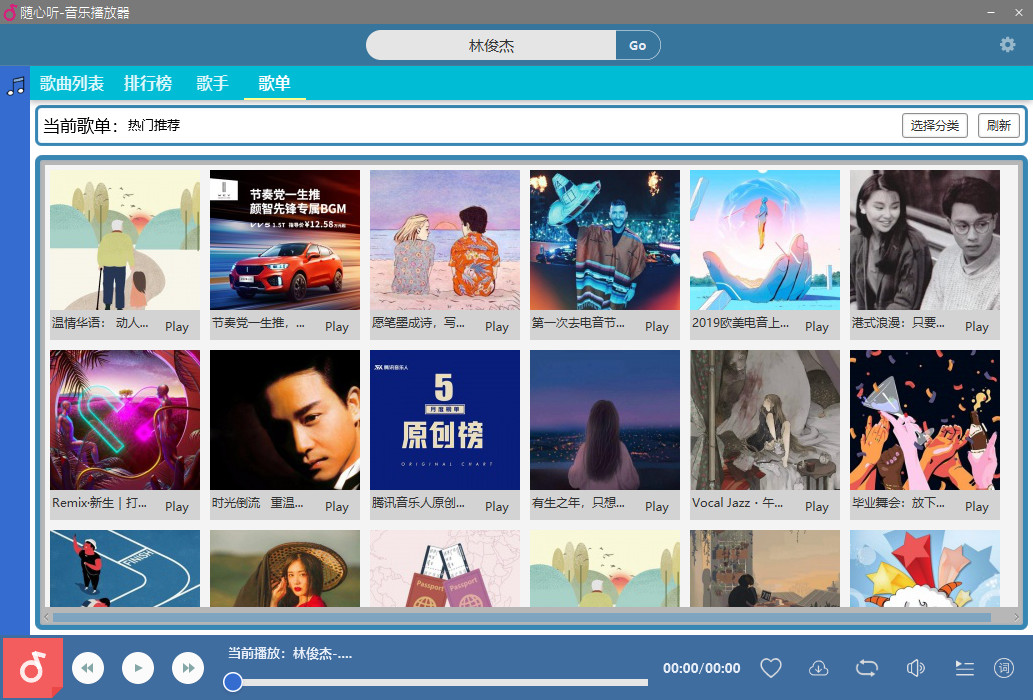 随心听-音乐播放器
林俊杰
Go
歌曲列表 排行榜 歌手 歌单
当前歌单： 热门推荐
选择分类 刷新
节奏党一生推
颜智先锋专属BGM
VV5 1.5T 指导价¥12.58万元起
温情华语： 动人... Play
节奏党一生推，... Play
愿笔墨成诗，写... Play
第一次去电音节... Play
2019欧美电音上... Play
港式浪漫：只要... Play
腾讯音乐人
5
月度榜单
原创榜
ORIGINAL CHART
Remix·新生 | 打... Play
时光倒流 重温... Play
腾讯音乐人原创... Play
有生之年，只想... Play
Vocal Jazz · 午... Play
毕业舞会：放下... Play
FINISH
Passport
Passport
当前播放：林俊杰-....
00:00/00:00
词